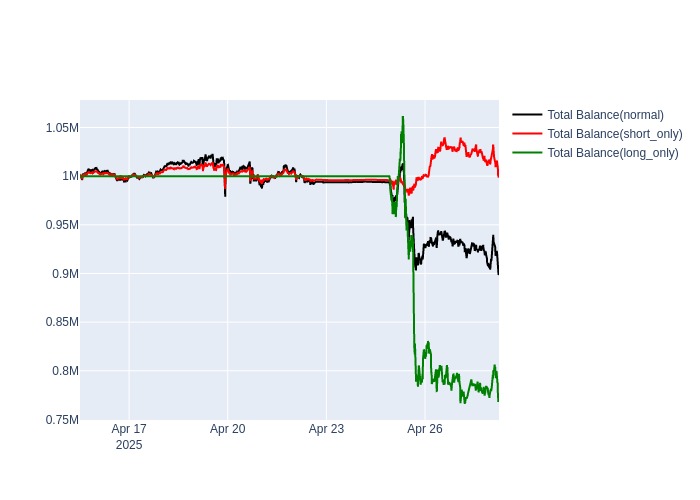 Total Balance(normal)
Total Balance(short_only)
Total Balance(long_only)
1.05M
1M
0.95M
0.9M
0.85M
0.8M
0.75M
Apr 17
2025
Apr 20
Apr 23
Apr 26